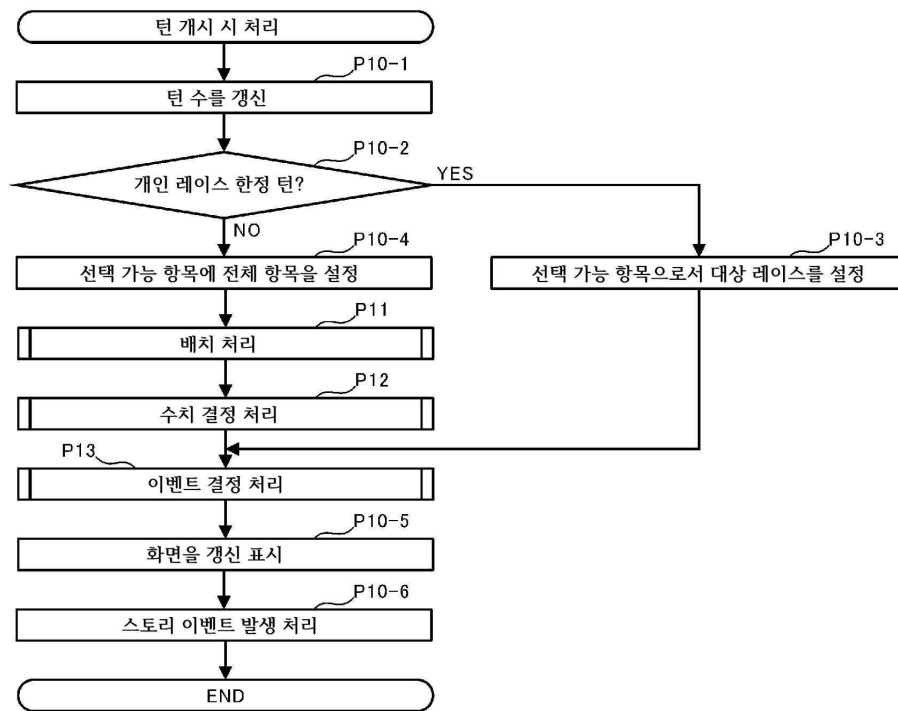 턴 개시 시 처리
P10-1
턴 수를 갱신
P10-2
개인 레이스 한정 턴?
YES
NO
P10-4
선택 가능 항목에 전체 항목을 설정
P10-3
선택 가능 항목으로서 대상 레이스를 설정
P11
배치 처리
P12
수치 결정 처리
P13
이벤트 결정 처리
P10-5
화면을 갱신 표시
P10-6
스토리 이벤트 발생 처리
END